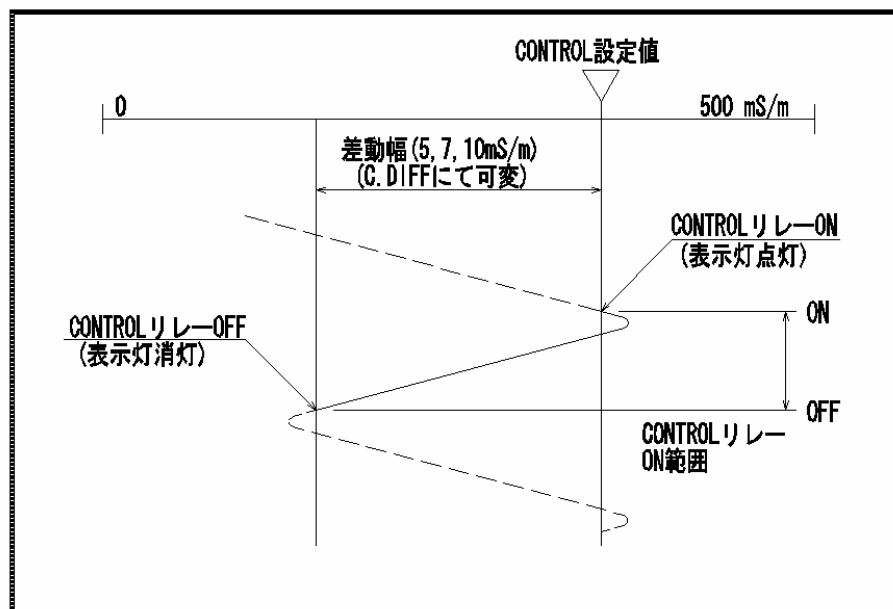 CONTROL設定値
0
500 mS/m
差動幅(5,7,10mS/m)
(C.DIFFにて可変)
CONTROLリレーON
(表示灯点灯)
ON
CONTROLリレーOFF
(表示灯消灯)
OFF
CONTROLリレー
ON範囲